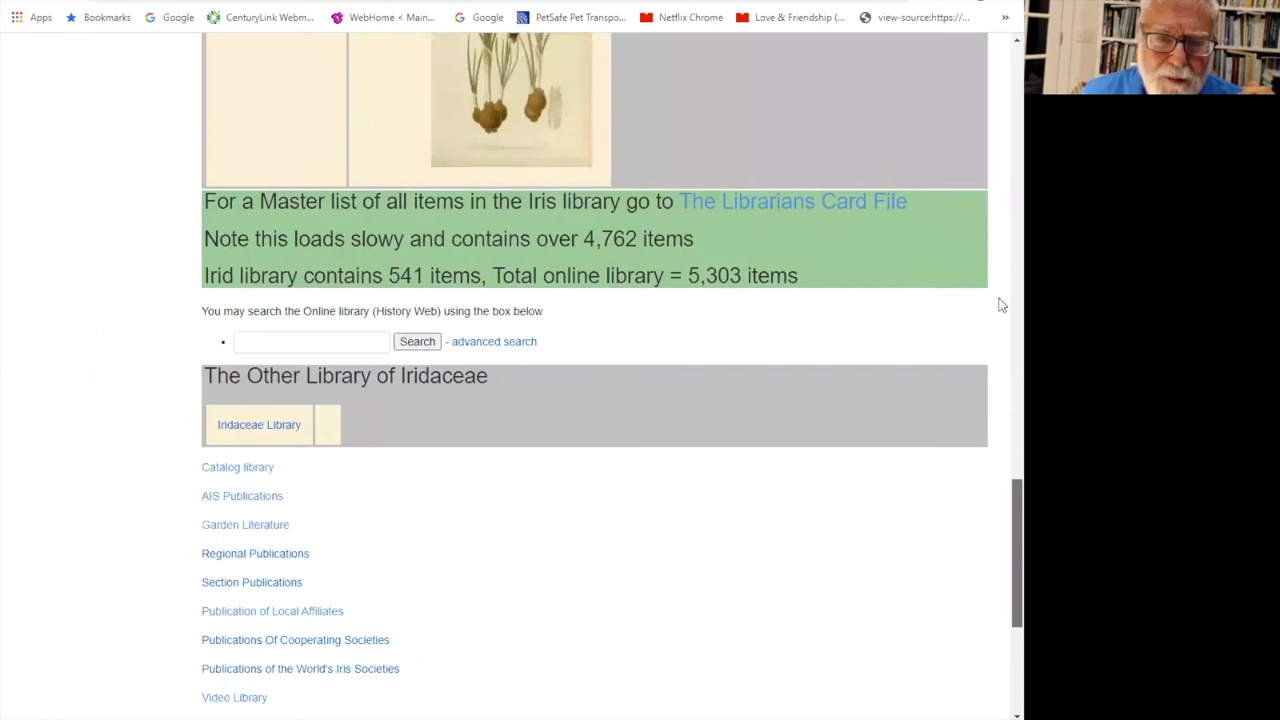 Apps Bookmarks Google CenturyLink Webm... WebHome < Main... Google PetSafe Pet Transpo... Netflix Chrome Love & Friendship (... view-source:https://... »
For a Master list of all items in the Iris library go to The Librarians Card File
Note this loads slowy and contains over 4,762 items
Irid library contains 541 items, Total online library = 5,303 items
You may search the Online library (History Web) using the box below
Search - advanced search
The Other Library of Iridaceae
Iridaceae Library
Catalog library
AIS Publications
Garden Literature
Regional Publications
Section Publications
Publication of Local Affiliates
Publications Of Cooperating Societies
Publications of the World's Iris Societies
Video Library